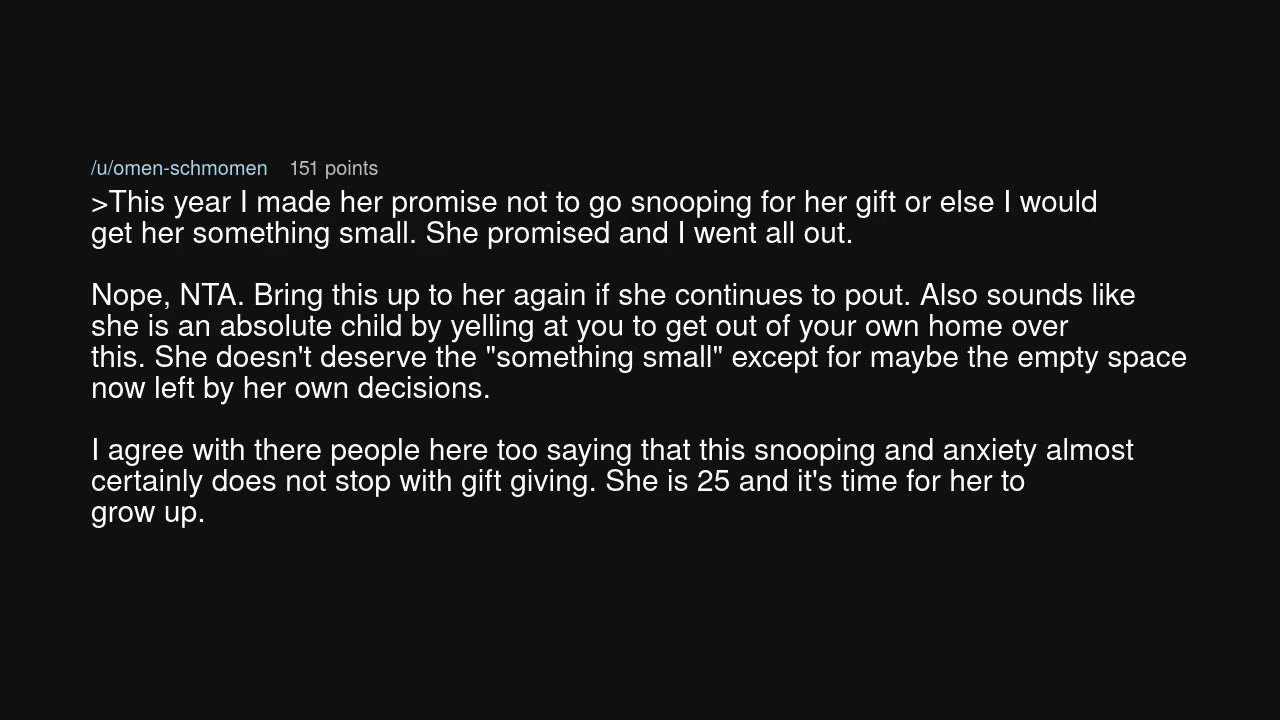 /u/omen-schmomen 151 points
>This year I made her promise not to go snooping for her gift or else I would
get her something small. She promised and I went all out.
Nope, NTA. Bring this up to her again if she continues to pout. Also sounds like
she is an absolute child by yelling at you to get out of your own home over
this. She doesn't deserve the "something small" except for maybe the empty space
now left by her own decisions.
I agree with there people here too saying that this snooping and anxiety almost
certainly does not stop with gift giving. She is 25 and it's time for her to
grow up.